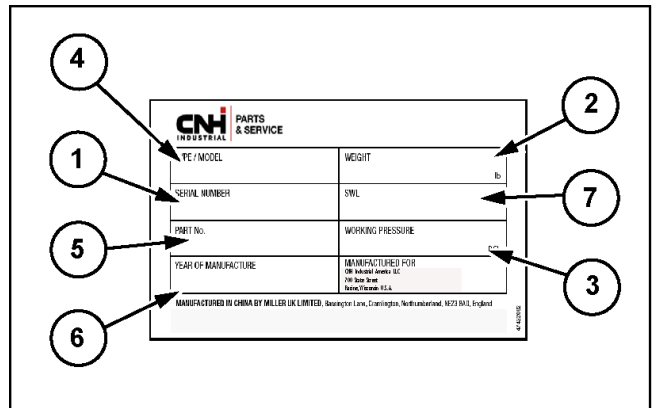 4
2
CNH
INDUSTRIAL
PARTS
& SERVICE
1
PE / MODEL
WEIGHT
lb
SERIAL NUMBER
SWL
7
5
PART No.
WORKING PRESSURE
YEAR OF MANUFACTURE
MANUFACTURED FOR
CNH Industrial America LLC
700 State Street
Racine, Wisconsin U.S.A.
3
MANUFACTURED IN CHINA BY MILLER UK LIMITED, Bassington Lane, Cramlington, Northumberland, NE23 8AD, England
6